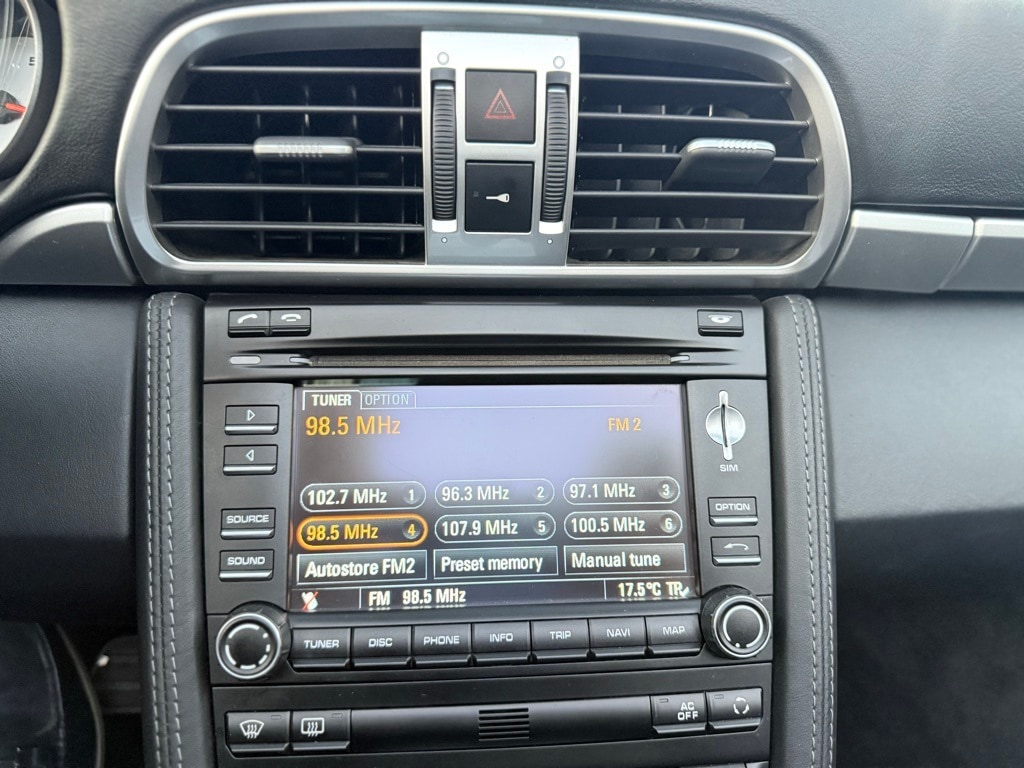 5
TUNER OPTION
98.5 MHz FM 2
SIM
102.7 MHz 1 96.3 MHz 2 97.1 MHz 3
98.5 MHz 4 107.9 MHz 5 100.5 MHz 6
Autostore FM2 Preset memory Manual tune
FM 98.5 MHz 17.5°C TP
SOURCE
SOUND
OPTION
TUNER DISC PHONE INFO TRIP NAVI MAP
AC
OFF